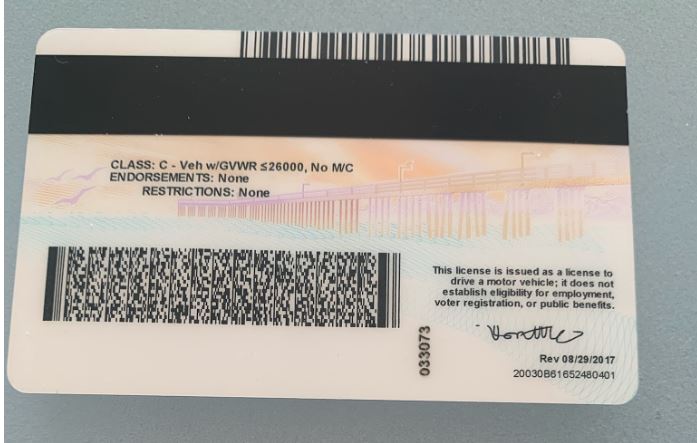 CLASS: C - Veh w/GVWR ≤26000, No M/C
ENDORSEMENTS: None
RESTRICTIONS: None
This license is issued as a license to
drive a motor vehicle; it does not
establish eligibility for employment,
voter registration, or public benefits.
033073
Rev 08/29/2017
20030B61652480401